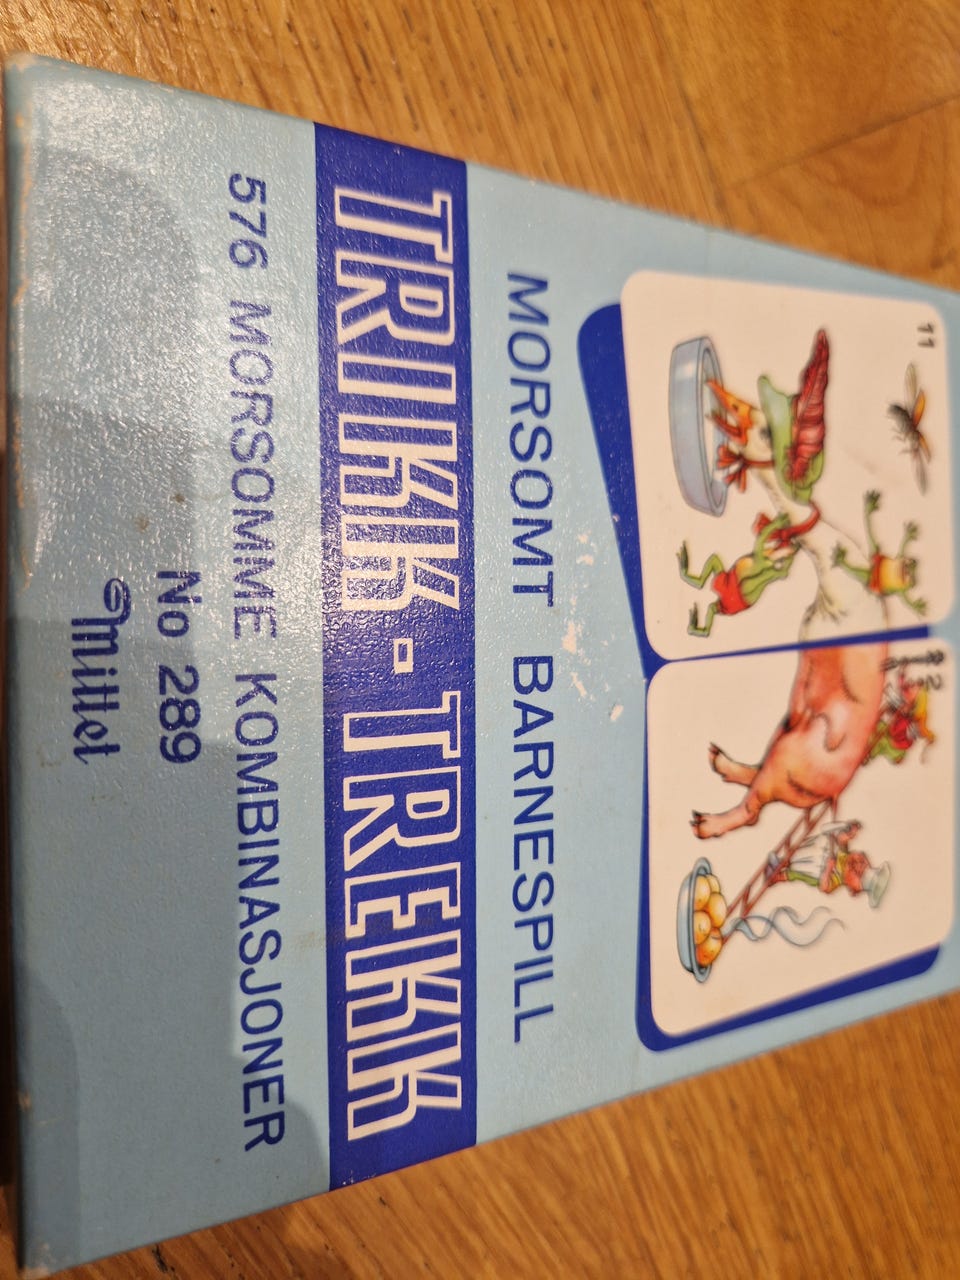 11
MORSOMT BARNESPILL
TRIKK-TREKK
576 MORSOMME KOMBINASJONER
No 289
Mittet